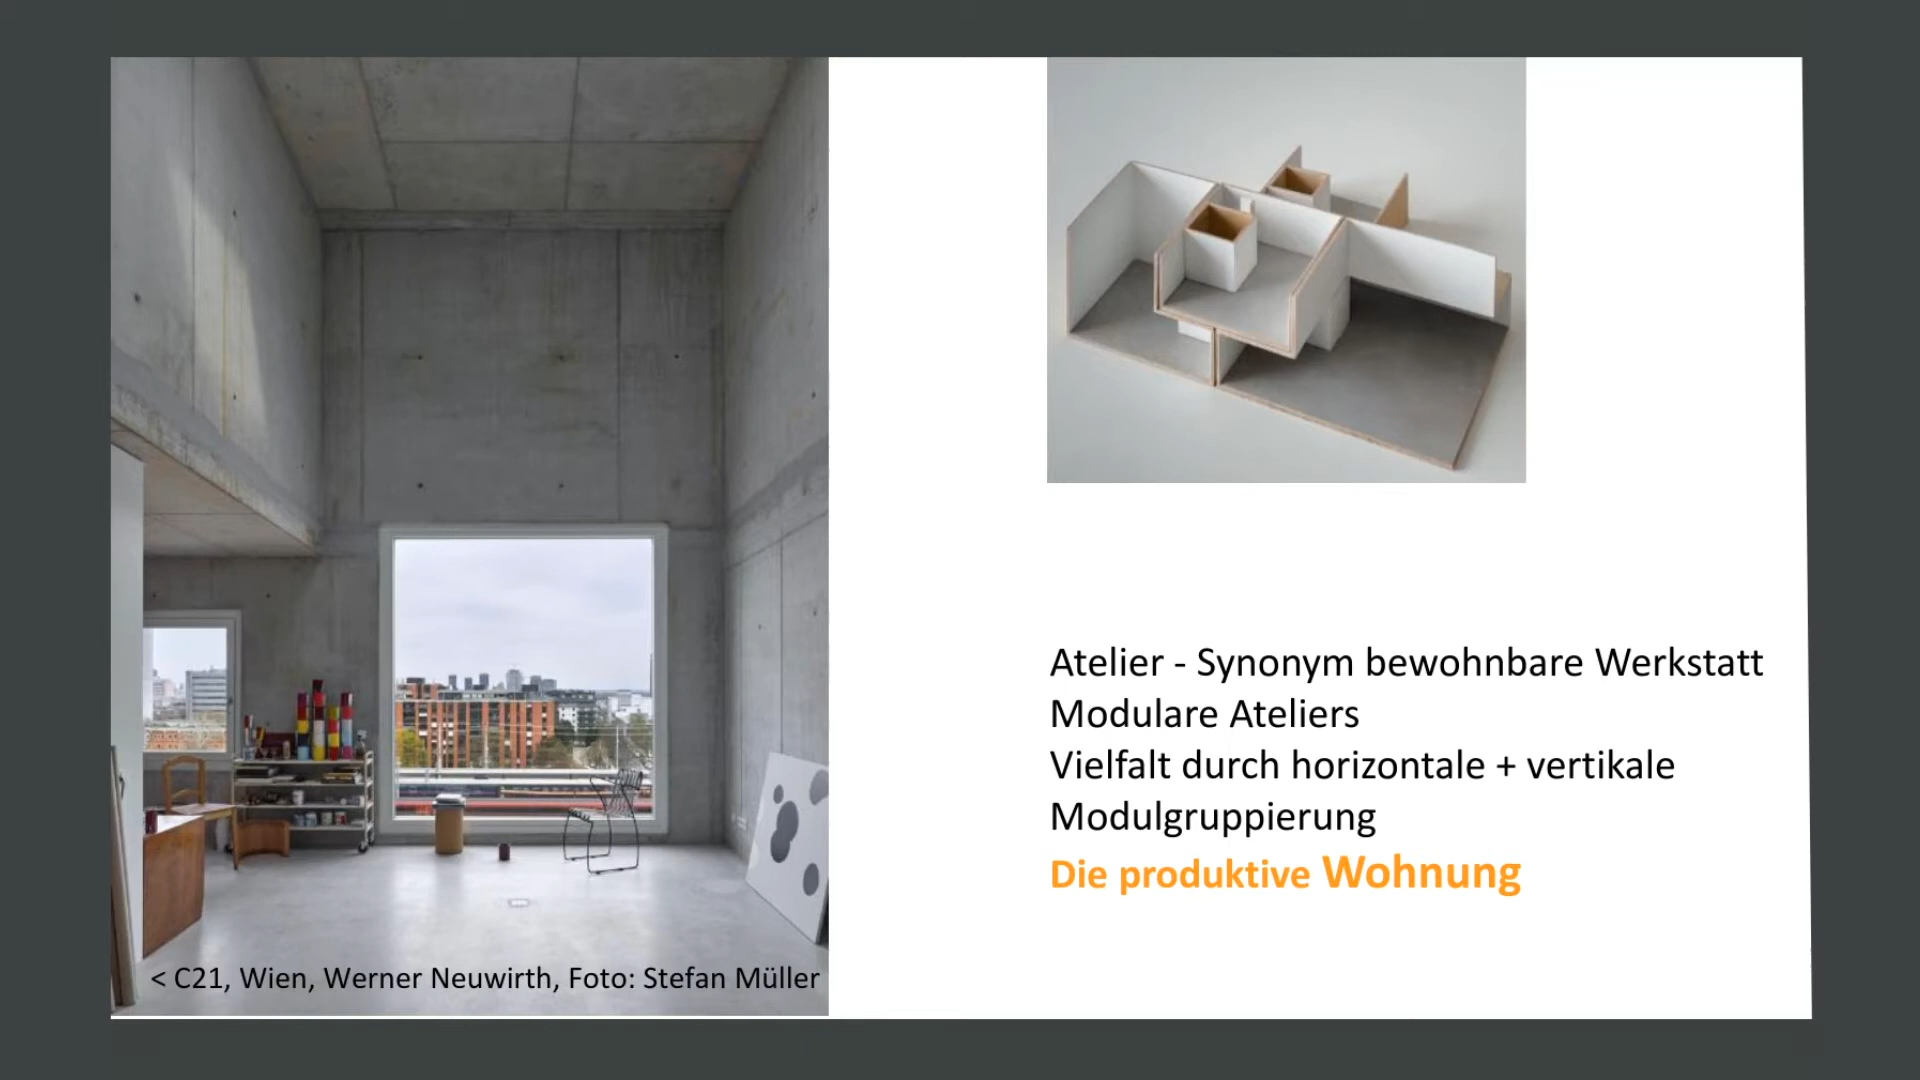 < C21, Wien, Werner Neuwirth, Foto: Stefan Müller
Atelier - Synonym bewohnbare Werkstatt
Modulare Ateliers
Vielfalt durch horizontale + vertikale
Modulgruppierung
Die produktive Wohnung